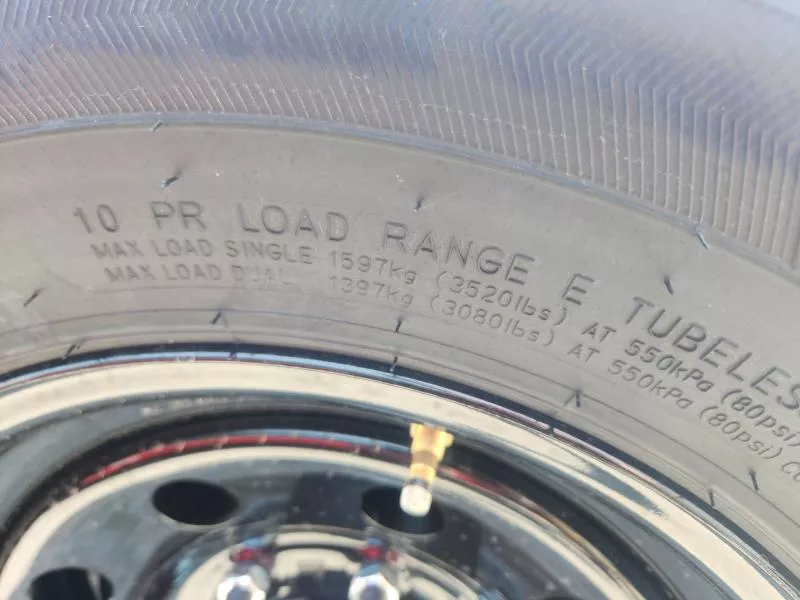 10 PR LOAD RANGE E TUBELES
MAX LOAD SINGLE 1597kg (3520lbs) AT 550kPa (80psi)
MAX LOAD DUAL 1397kg (3080lbs) AT 550kPa (80psi)